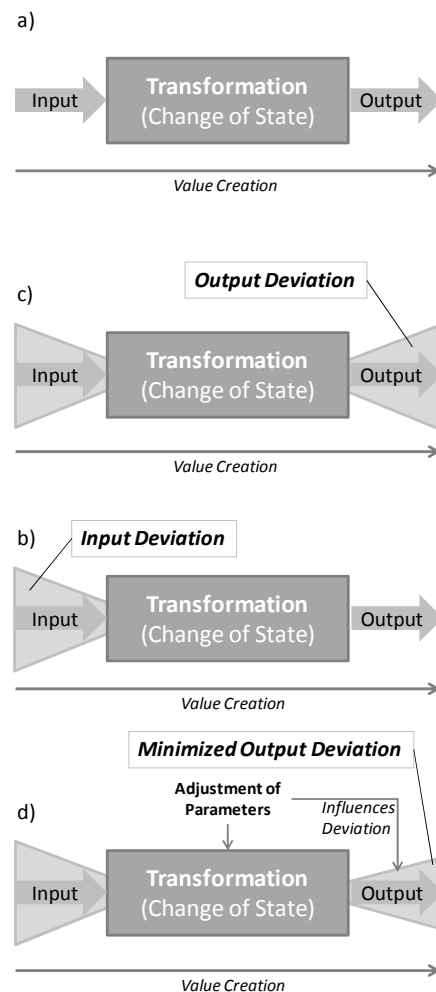 a)
Input
Transformation
(Change of State)
Output
Value Creation
Output Deviation
c)
Input
Transformation
(Change of State)
Output
Value Creation
b)
Input Deviation
Input
Transformation
(Change of State)
Output
Value Creation
Minimized Output Deviation
Adjustment of
Parameters
Influences
Deviation
d)
Input
Transformation
(Change of State)
Output
Value Creation